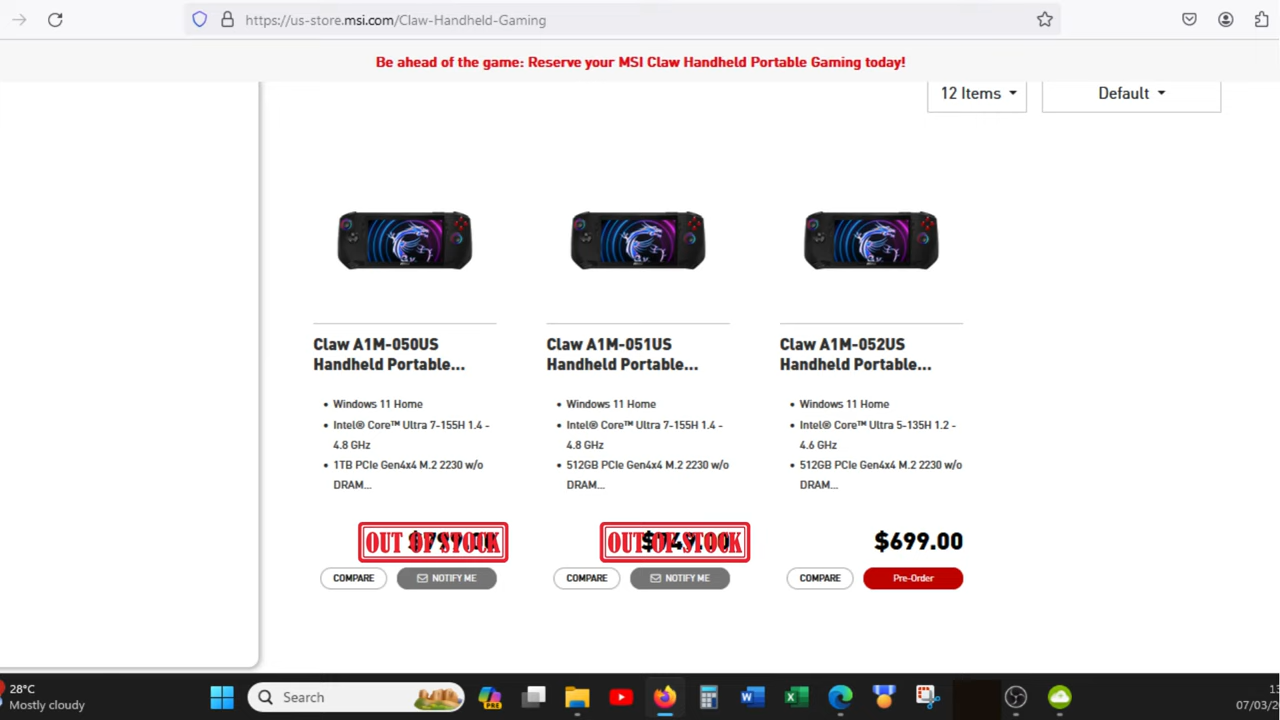 https://us-store.msi.com/Claw-Handheld-Gaming
Be ahead of the game: Reserve your MSI Claw Handheld Portable Gaming today!
12 Items
Default
Claw A1M-050US
Handheld Portable...
Windows 11 Home
Intel® Core™ Ultra 7-155H 1.4 -
4.8 GHz
1TB PCIe Gen4x4 M.2 2230 w/o
DRAM...
OUT OF STOCK
COMPARE
NOTIFY ME
Claw A1M-051US
Handheld Portable...
Windows 11 Home
Intel® Core™ Ultra 7-155H 1.4 -
4.8 GHz
512GB PCIe Gen4x4 M.2 2230 w/o
DRAM...
OUT OF STOCK
COMPARE
NOTIFY ME
Claw A1M-052US
Handheld Portable...
Windows 11 Home
Intel® Core™ Ultra 5-135H 1.2 -
4.6 GHz
512GB PCIe Gen4x4 M.2 2230 w/o
DRAM...
$699.00
COMPARE
Pre-Order
28°C
Mostly cloudy
Search
PRE
13
07/03/2